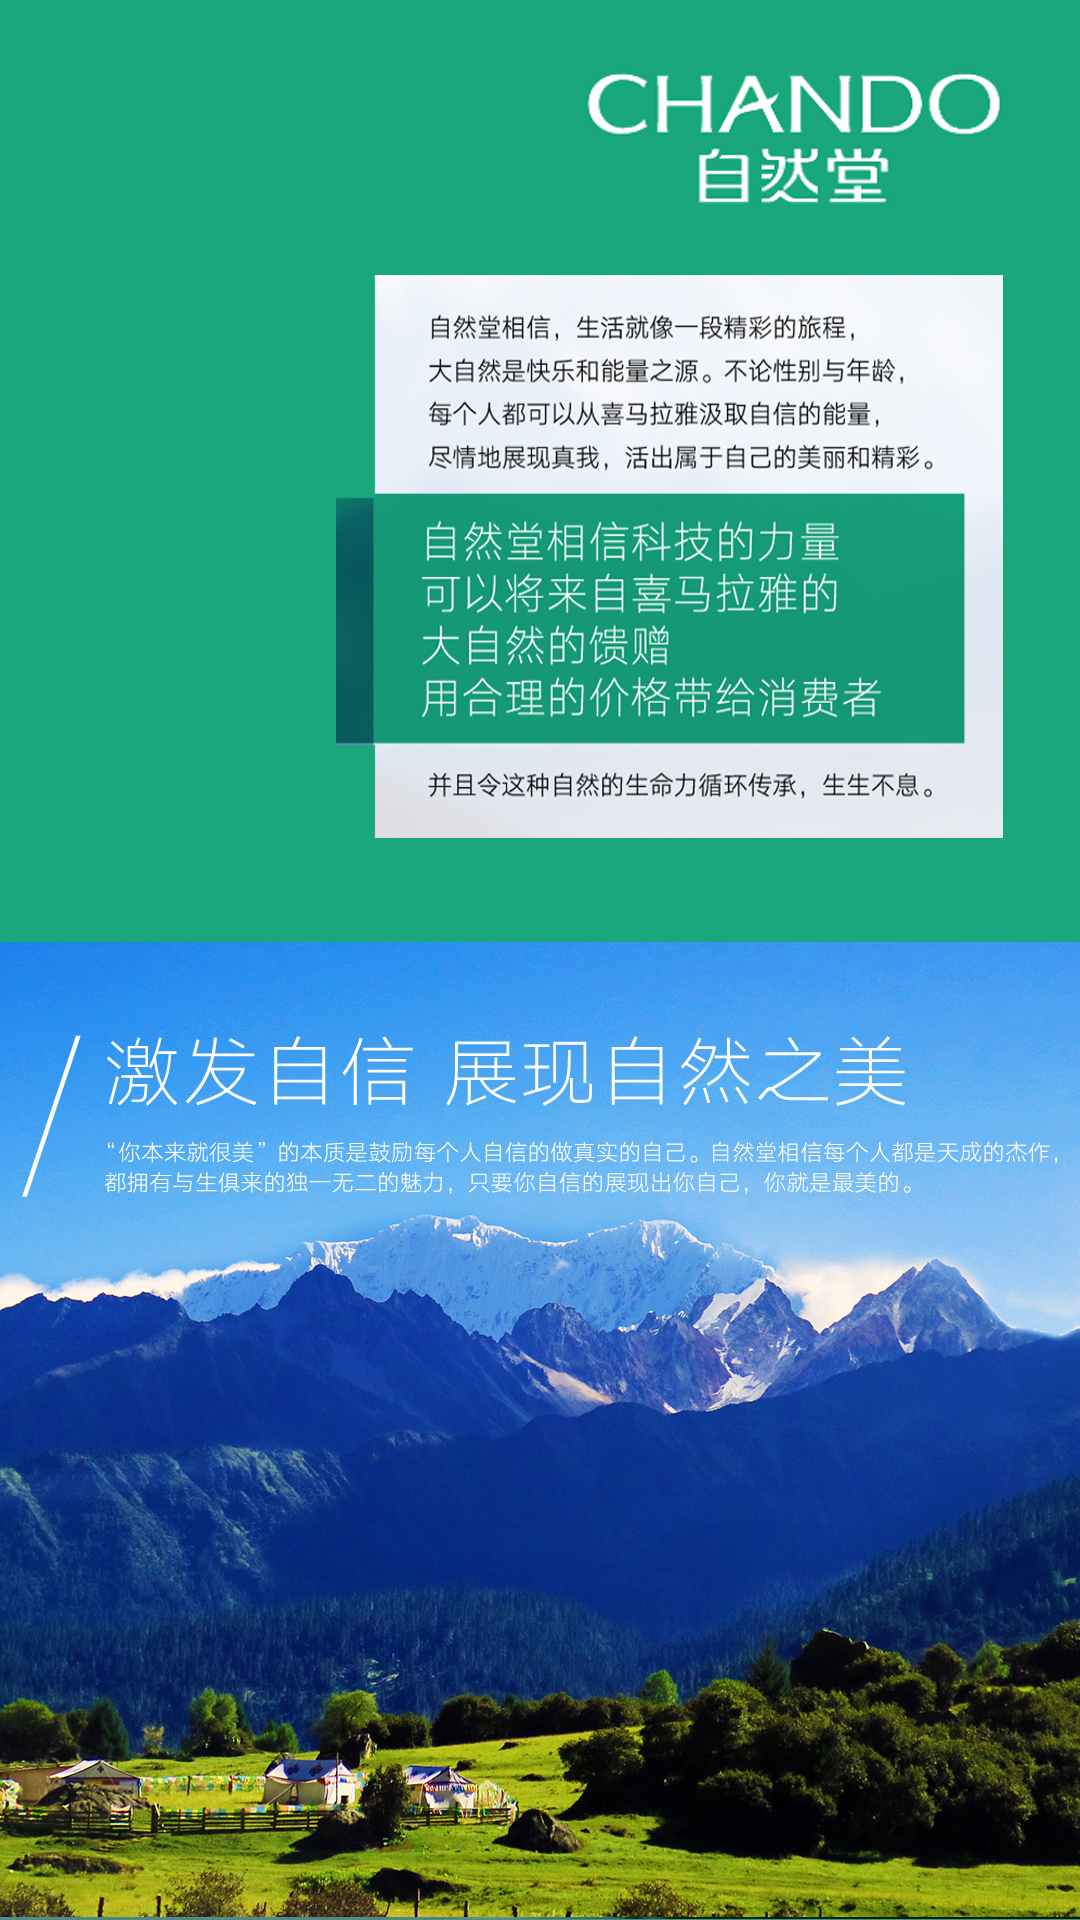 CHANDO
自然堂
自然堂相信，生活就像一段精彩的旅程，
大自然是快乐和能量之源。不论性别与年龄，
每个人都可以从喜马拉雅汲取自信的能量，
尽情地展现真我，活出属于自己的美丽和精彩。
自然堂相信科技的力量
可以将来自喜马拉雅的
大自然的馈赠
用合理的价格带给消费者
并且令这种自然的生命力循环传承，生生不息。
激发自信 展现自然之美
“你本来就很美”的本质是鼓励每个人自信的做真实的自己。自然堂相信每个人都是天成的杰作，
都拥有与生俱来的独一无二的魅力，只要你自信的展现出你自己，你就是最美的。